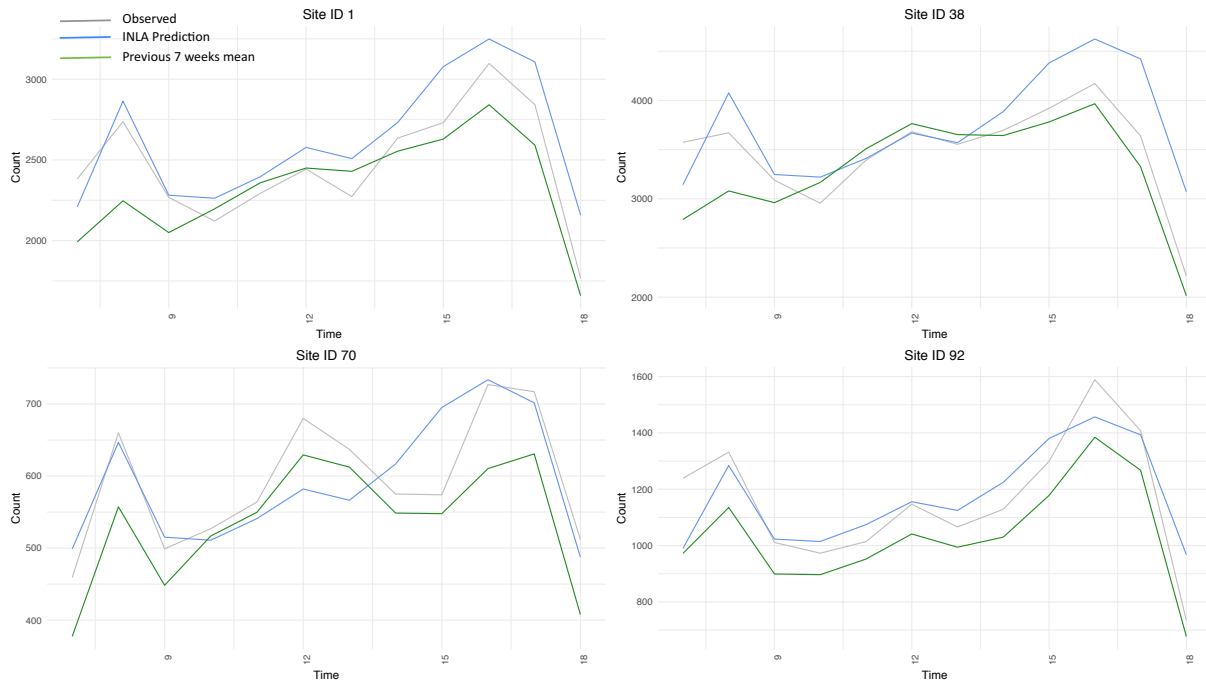 Observed
INLA Prediction
Previous 7 weeks mean
Site ID 1
Count
3000
2500
2000
9
12
15
18
Time
Site ID 38
Count
4000
3000
2000
9
12
15
18
Time
Site ID 70
Count
700
600
500
400
9
12
15
18
Time
Site ID 92
Count
1600
1400
1200
1000
800
9
12
15
18
Time